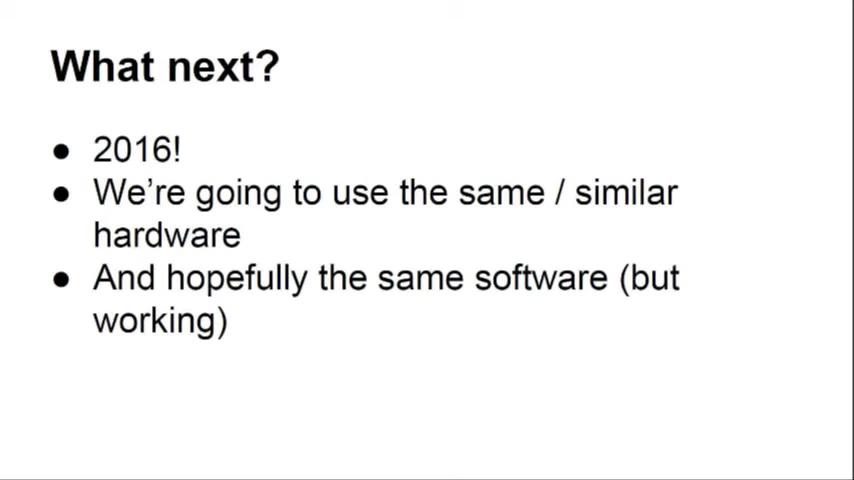 What next?
● 2016!
● We’re going to use the same / similar
hardware
● And hopefully the same software (but
working)